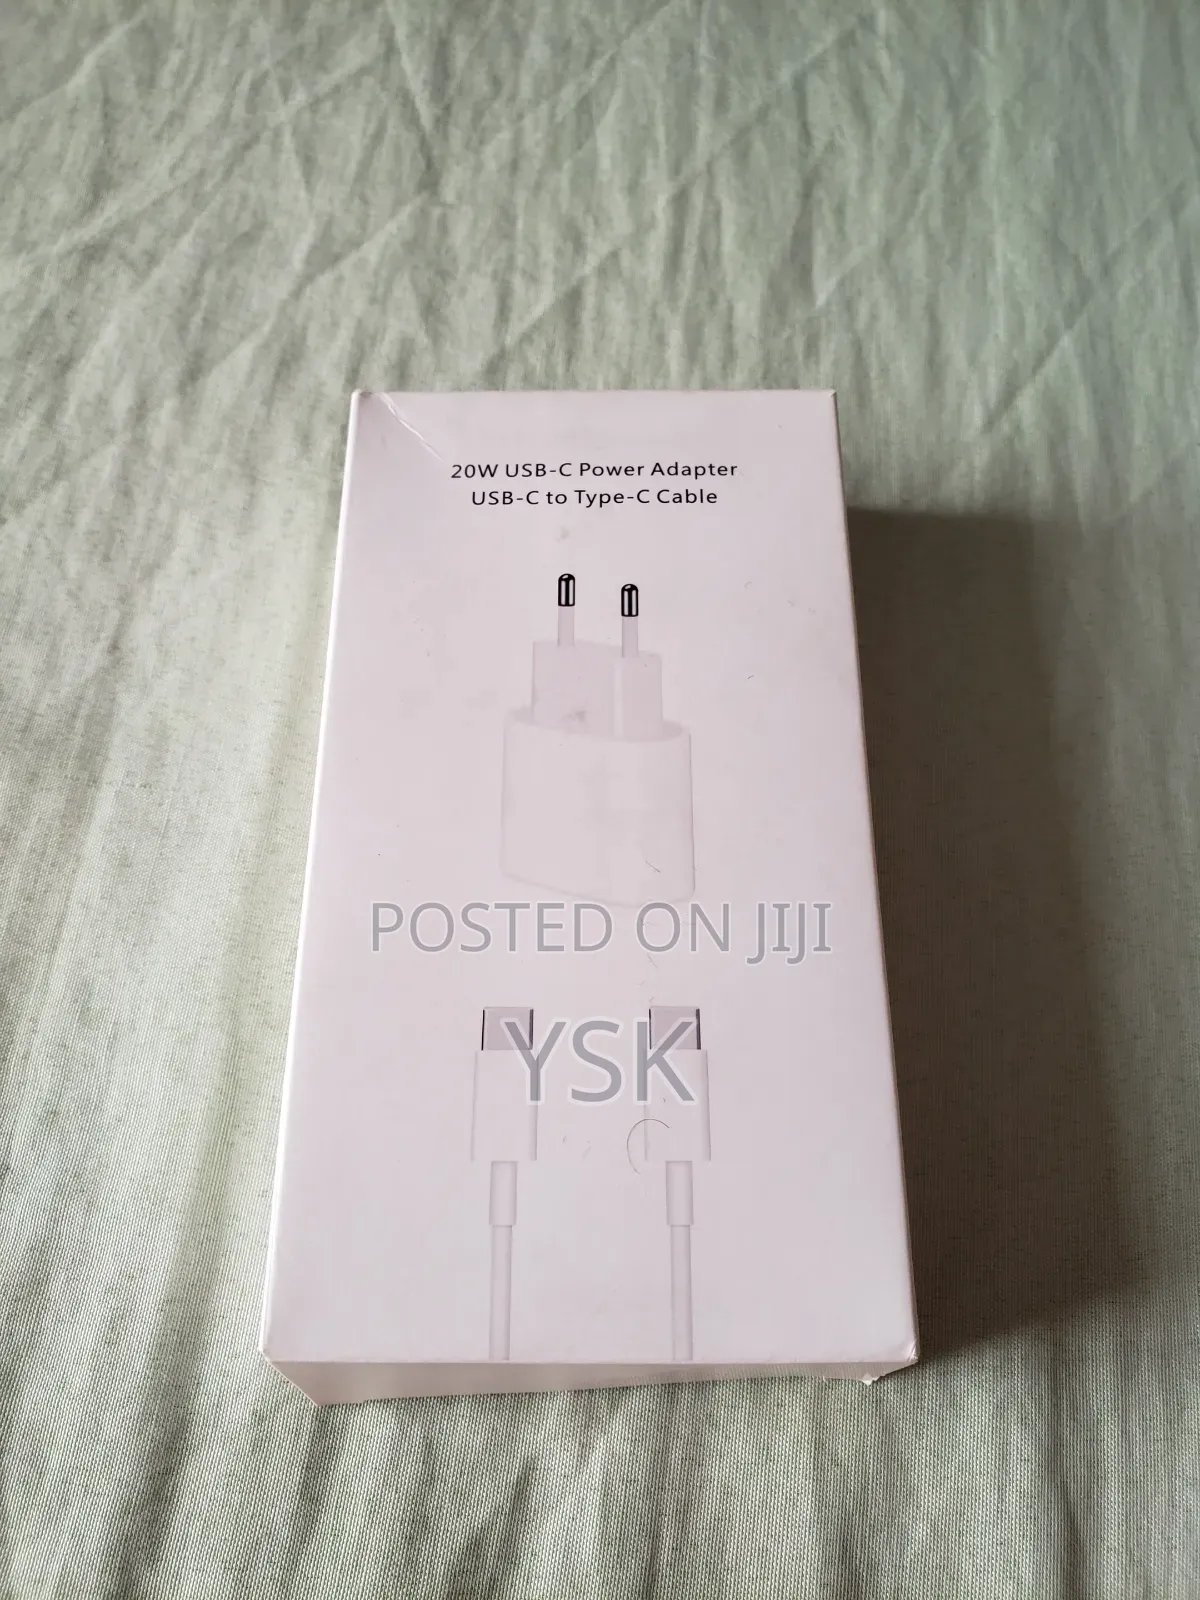 20W USB-C Power Adapter
USB-C to Type-C Cable
POSTED ON JIJI
YSK